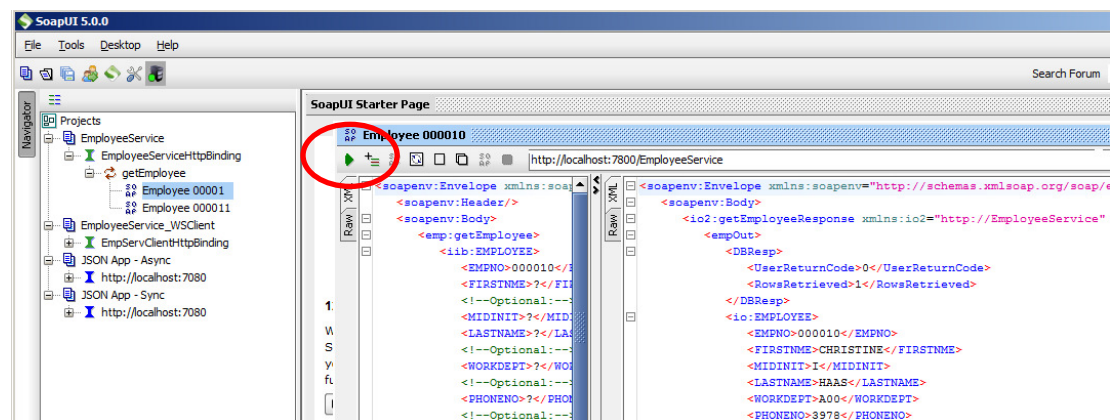 SoapUI 5.0.0
File Tools Desktop Help
Search Forum
Navigator
Projects
EmployeeService
EmployeeServiceHttpBinding
getEmployee
Employee 00001
Employee 000011
EmployeeService_WSClient
EmpServClientHttpBinding
JSON App - Async
http://localhost:7080
JSON App - Sync
http://localhost:7080
SoapUI Starter Page
Employee 000010
http://localhost:7800/EmployeeService
XML
Raw
<soapenv:Envelope xmlns:soap
<soapenv:Header/>
<soapenv:Body>
<emp:getEmployee>
<iib:EMPLOYEE>
<EMPNO>000010</
<FIRSTNME>?</FI
<!--Optional:--
<MIDINIT>?</MID
<LASTNAME>?</LA
<!--Optional:--
<WORKDEPT>?</WO
<!--Optional:--
<PHONENO>?</PHO
<!--Optional:--
XML
Raw
<soapenv:Envelope xmlns:soapenv="http://schemas.xmlsoap.org/soap/e
<soapenv:Body>
<io2:getEmployeeResponse xmlns:io2="http://EmployeeService"
<empOut>
<DBResp>
<UserReturnCode>0</UserReturnCode>
<RowsRetrieved>1</RowsRetrieved>
</DBResp>
<io:EMPLOYEE>
<EMPNO>000010</EMPNO>
<FIRSTNME>CHRISTINE</FIRSTNME>
<MIDINIT>I</MIDINIT>
<LASTNAME>HAAS</LASTNAME>
<WORKDEPT>A00</WORKDEPT>
<PHONENO>3978</PHONENO>